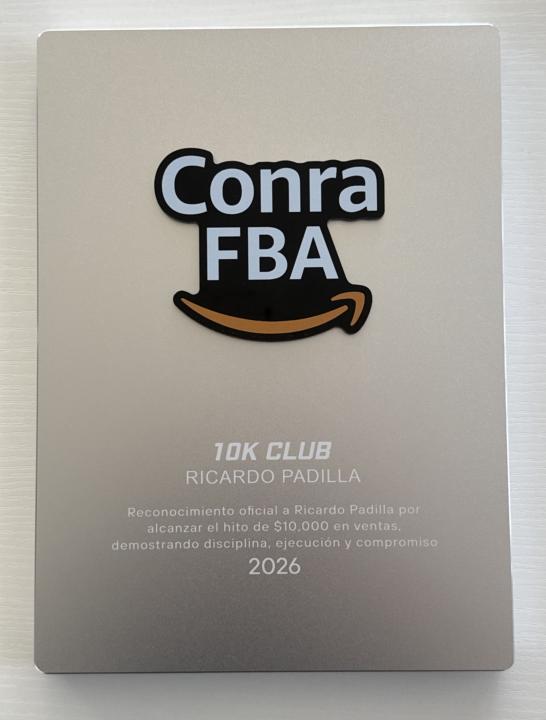 Conra
FBA
10K CLUB
RICARDO PADILLA
Reconocimiento oficial a Ricardo Padilla por
alcanzar el hito de $10,000 en ventas,
demostrando disciplina, ejecución y compromiso
2026